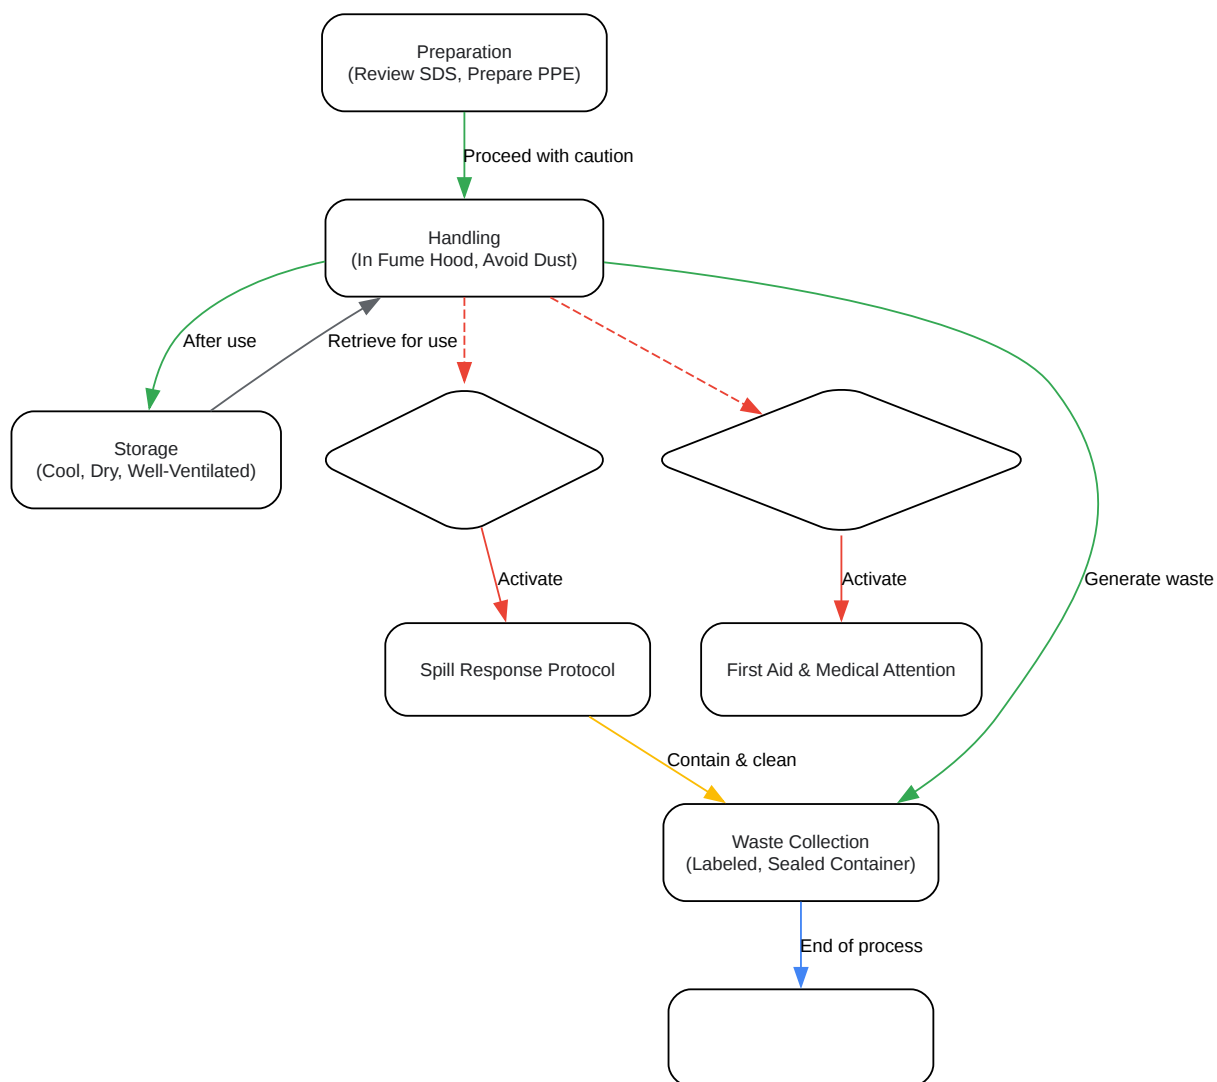 Preparation
(Review SDS, Prepare PPE)
Proceed with caution
Handling
(In Fume Hood, Avoid Dust)
After use
Retrieve for use
Storage
(Cool, Dry, Well-Ventilated)
Activate
Activate
Generate waste
Spill Response Protocol
First Aid & Medical Attention
Contain & clean
Waste Collection
(Labeled, Sealed Container)
End of process